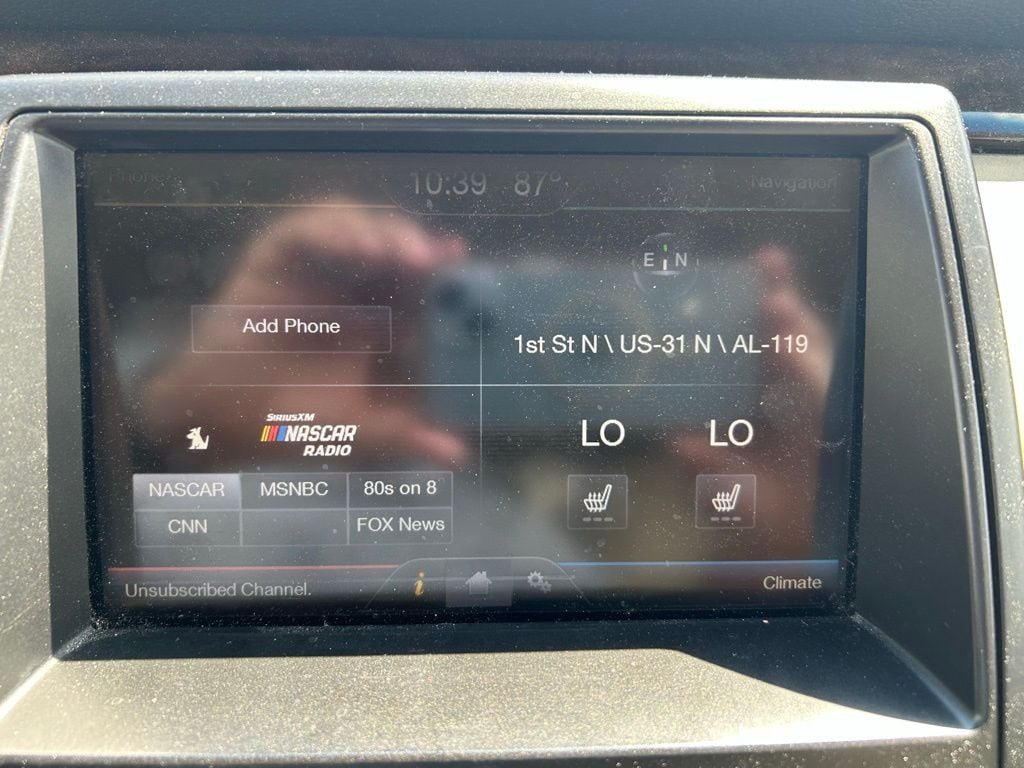 Phone
10:39 87°
Navigation
E N
Add Phone
1st St N \ US-31 N \ AL-119
SIRIUSXM
NASCAR
RADIO
LO LO
NASCAR MSNBC 80s on 8
CNN FOX News
Unsubscribed Channel.
i
Climate